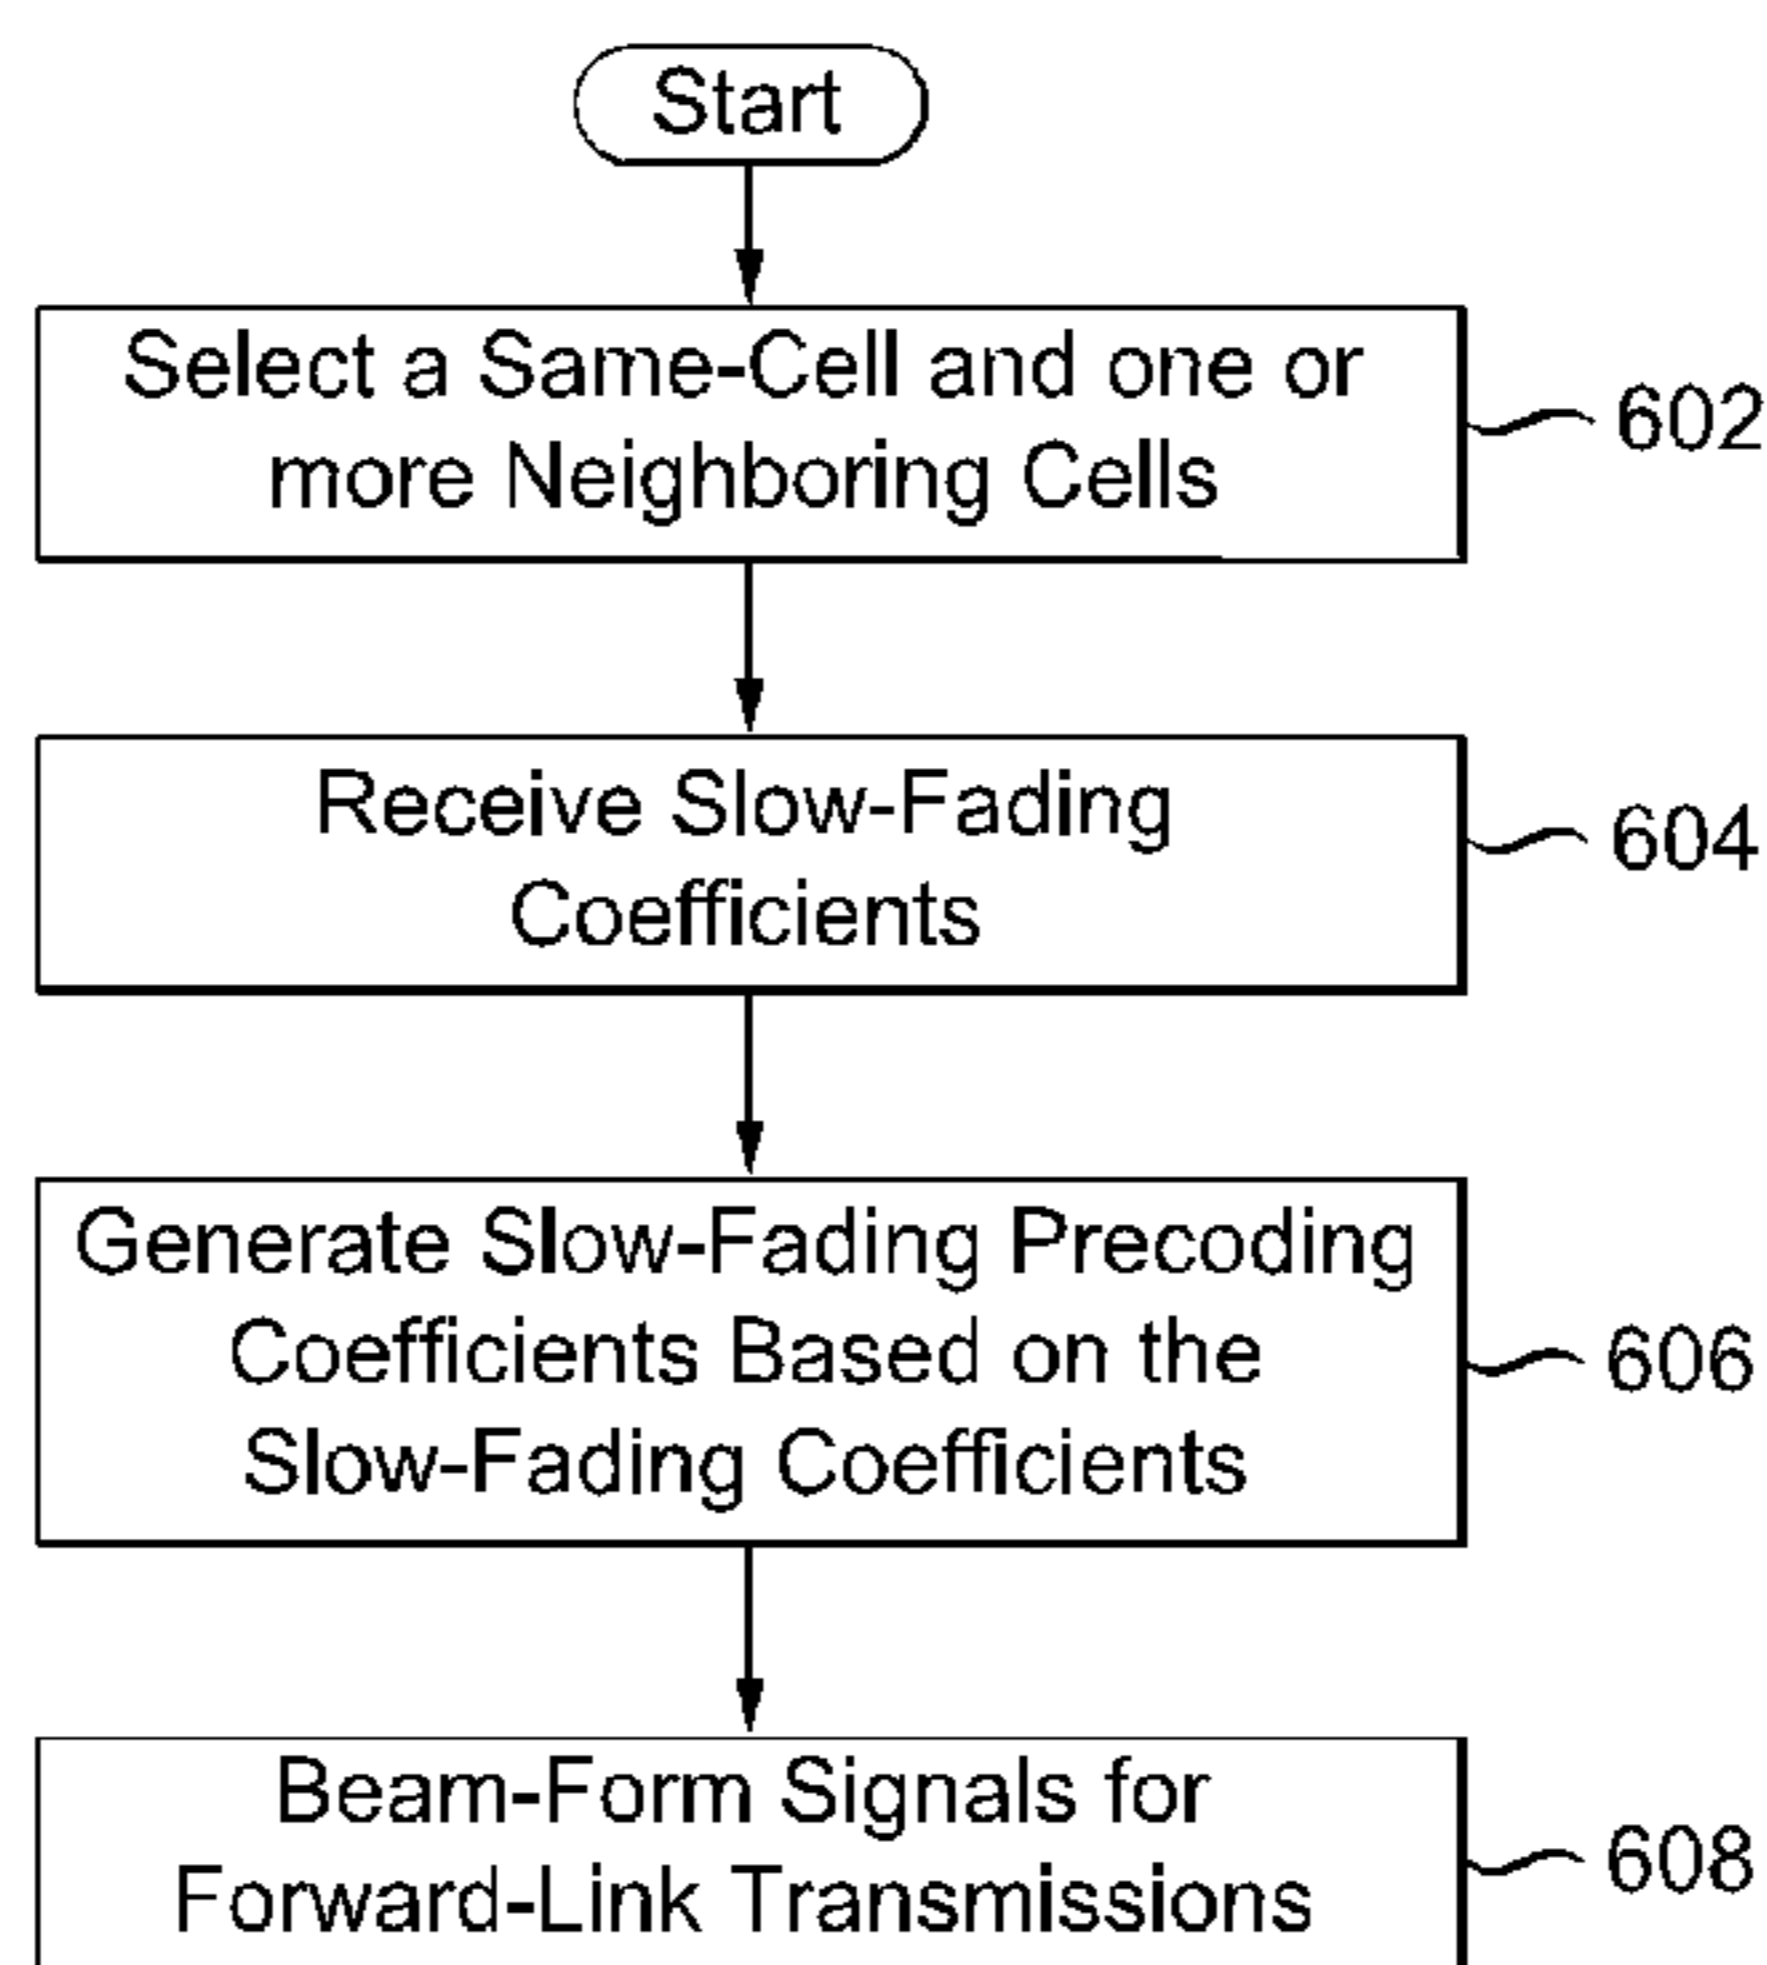 Start
Select a Same-Cell and one or
more Neighboring Cells
602
Receive Slow-Fading
Coefficients
604
Generate Slow-Fading Precoding
Coefficients Based on the
Slow-Fading Coefficients
606
Beam-Form Signals for
Forward-Link Transmissions
608